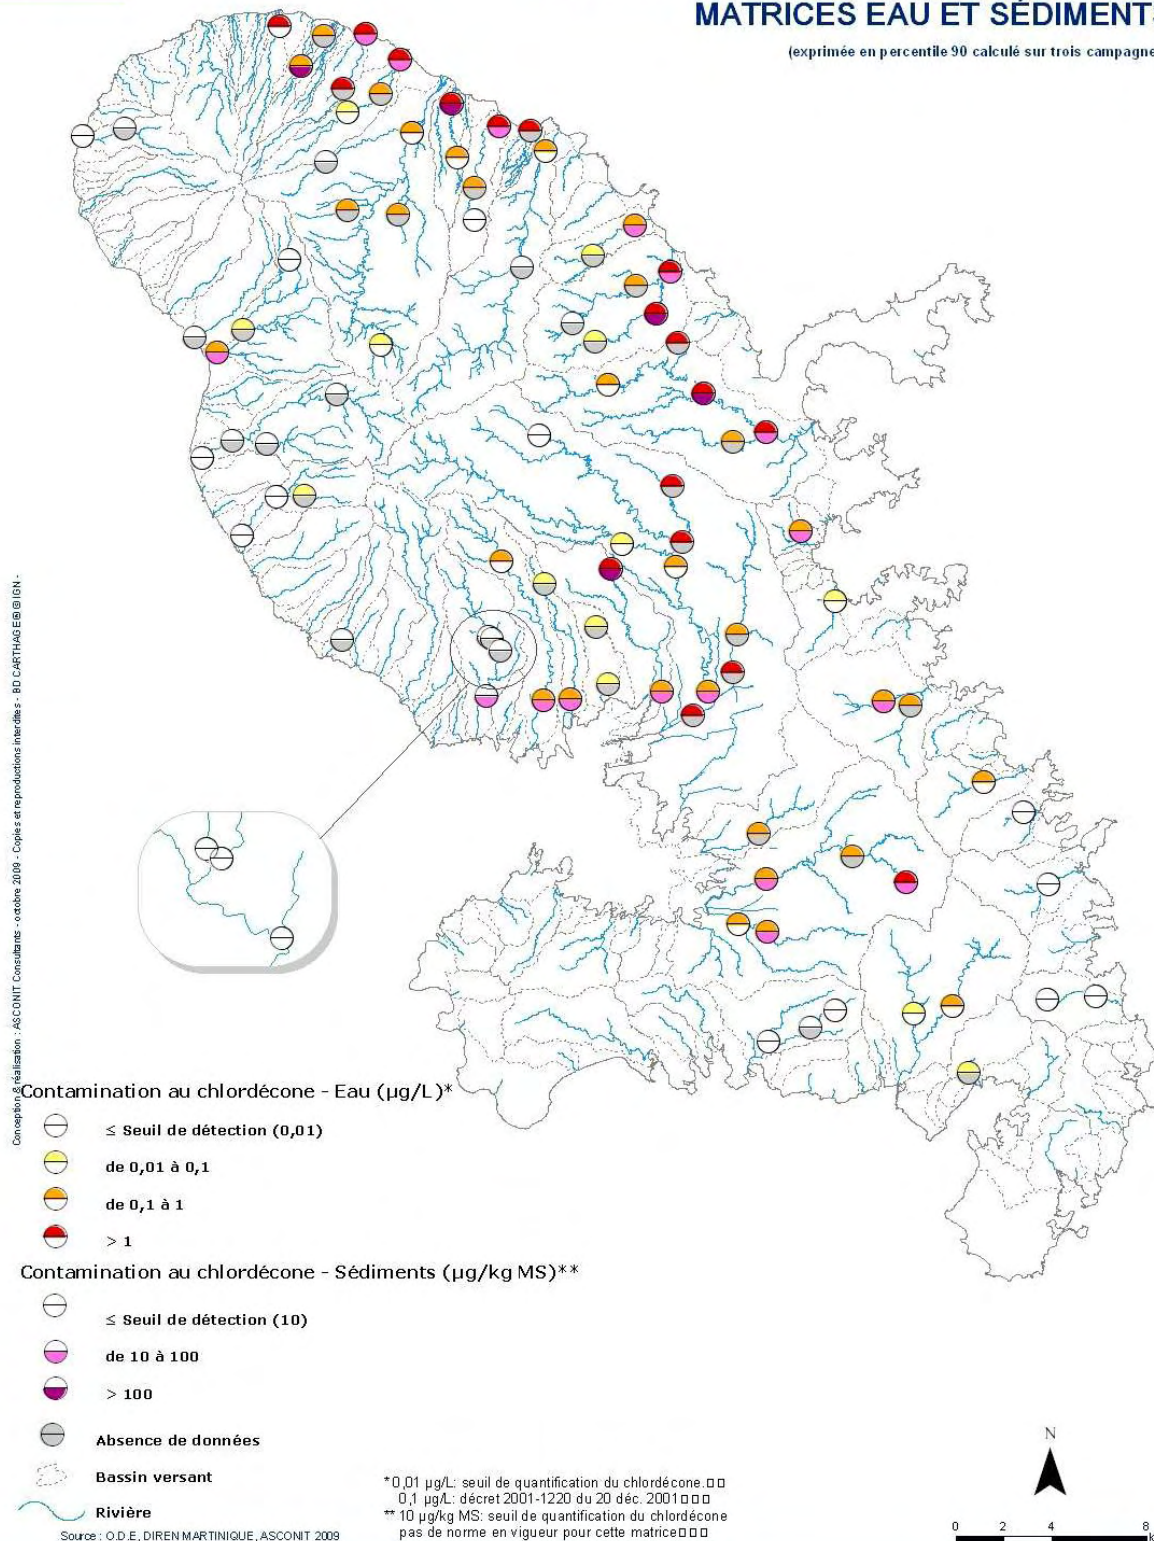 MATRICES EAU ET SÉDIMENTS
(exprimée en percentile 90 calculé sur trois campagne
Conception & réalisation : ASCONIT Consultants - octobre 2009 - Copies et reproductions interdites - BD CARTHAGE®©IGN -
Contamination au chlordécone - Eau (µg/L)*
≤ Seuil de détection (0,01)
de 0,01 à 0,1
de 0,1 à 1
> 1
Contamination au chlordécone - Sédiments (µg/kg MS)**
≤ Seuil de détection (10)
de 10 à 100
> 100
Absence de données
Bassin versant
Rivière
Source : O.D.E, DIREN MARTINIQUE, ASCONIT 2009
*0,01 µg/L: seuil de quantification du chlordécone.□□
0,1 µg/L: décret 2001-1220 du 20 déc. 2001□□□
** 10 µg/kg MS: seuil de quantification du chlordécone
pas de norme en vigueur pour cette matrice□□□
N
0 2 4 8